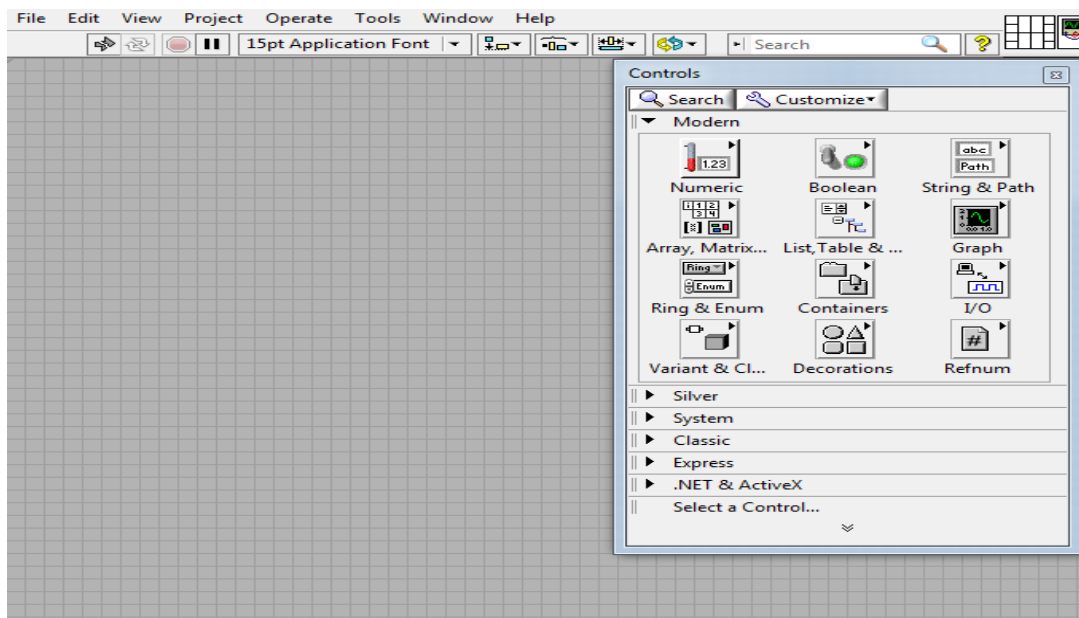 File Edit View Project Operate Tools Window Help
15pt Application Font Search ?
Controls
Search Customize
Modern
1.23 abc Path
Numeric Boolean String & Path
Array, Matrix... List,Table & ... Graph
Ring Enum
Ring & Enum Containers I/O
#
Variant & Cl... Decorations Refnum
Silver
System
Classic
Express
.NET & ActiveX
Select a Control...